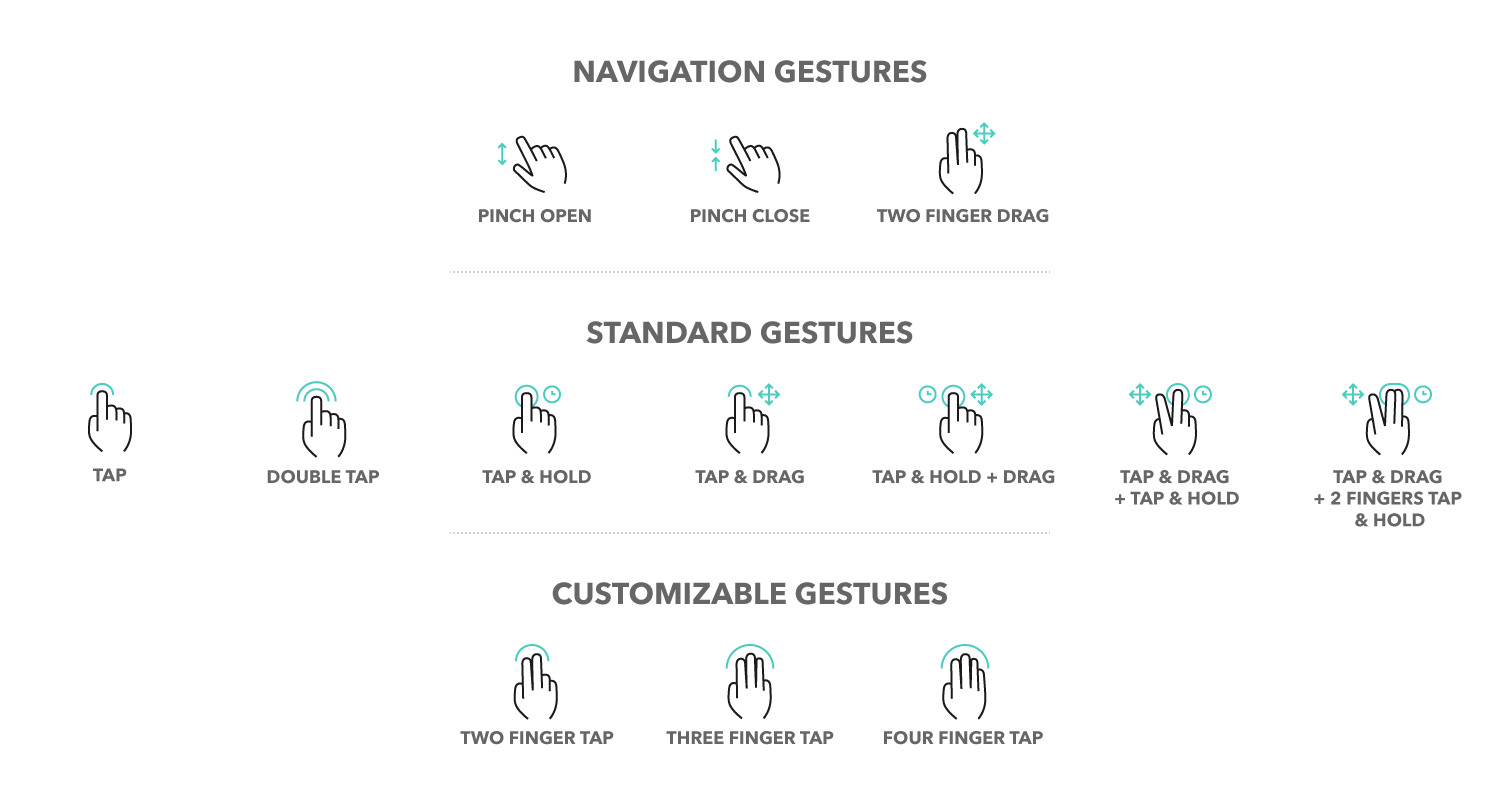 NAVIGATION GESTURES
PINCH OPEN
PINCH CLOSE
TWO FINGER DRAG
STANDARD GESTURES
TAP
DOUBLE TAP
TAP & HOLD
TAP & DRAG
TAP & HOLD + DRAG
TAP & DRAG
+ TAP & HOLD
TAP & DRAG
+ 2 FINGERS TAP
& HOLD
CUSTOMIZABLE GESTURES
TWO FINGER TAP
THREE FINGER TAP
FOUR FINGER TAP